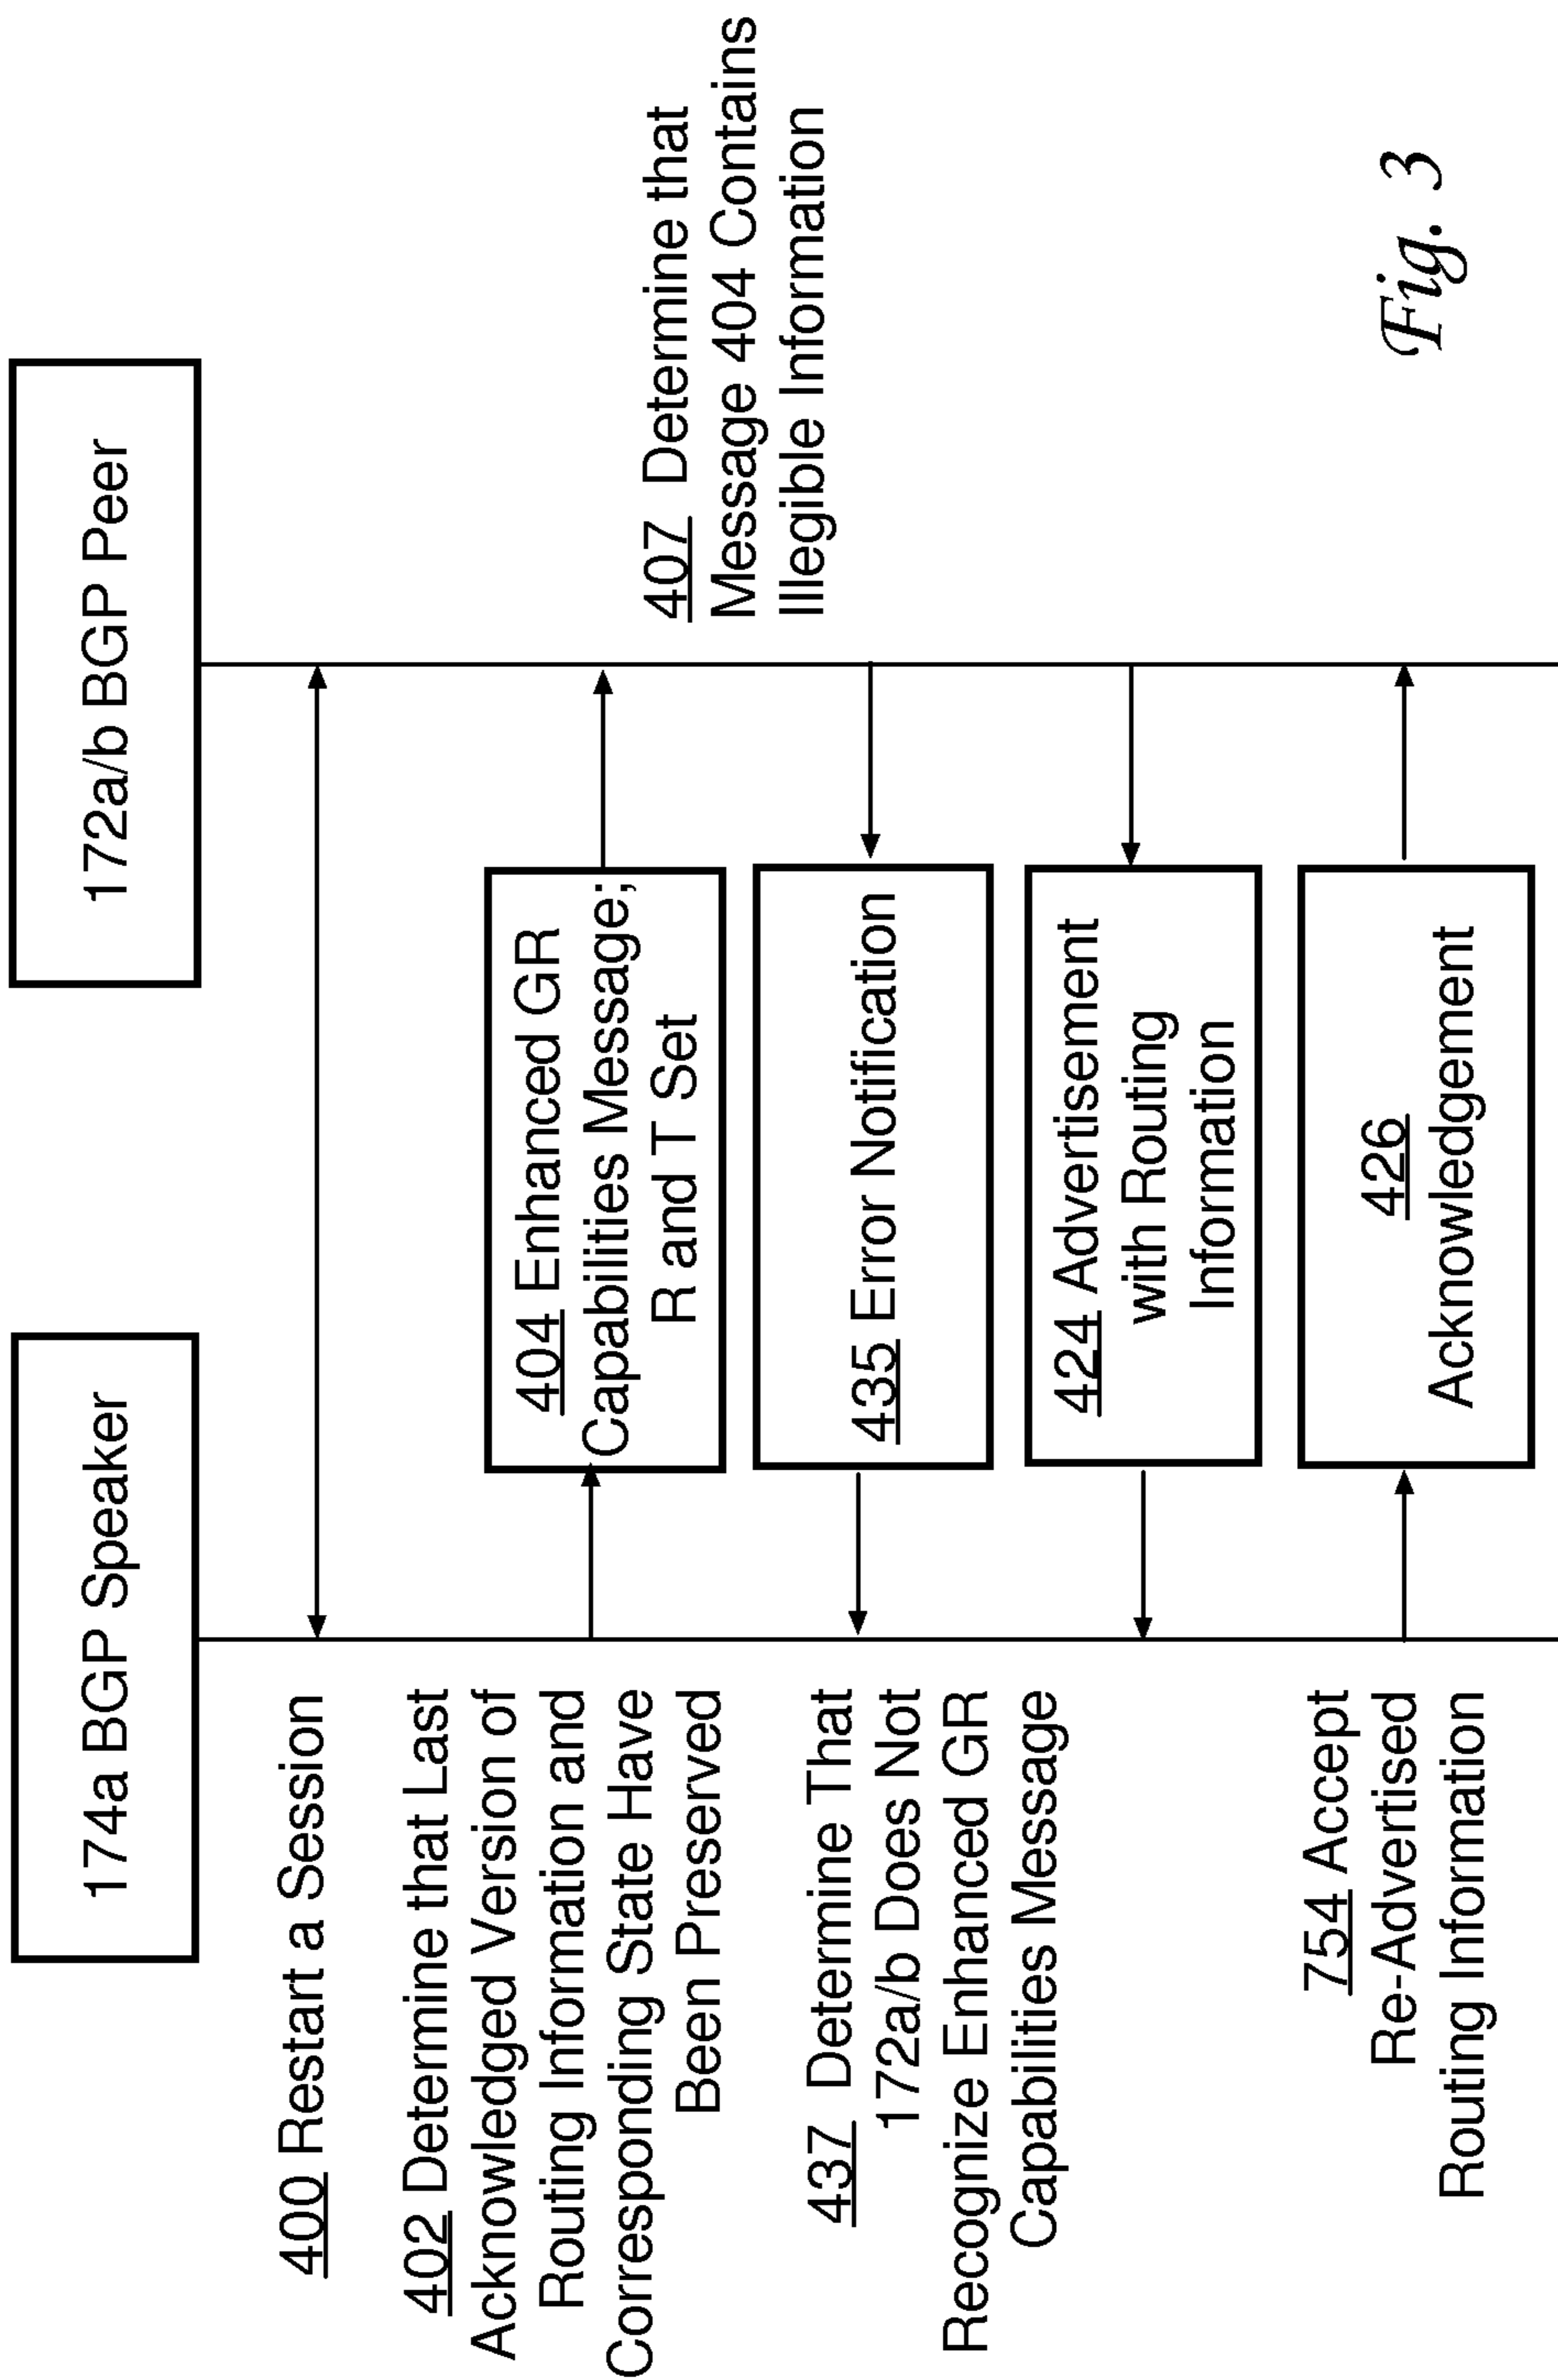 174a BGP Speaker
172a/b BGP Peer
400 Restart a Session
402 Determine that Last
Acknowledged Version of
Routing Information and
Corresponding State Have
Been Preserved
404 Enhanced GR
Capabilities Message;
R and T Set
407 Determine that
Message 404 Contains
Illegible Information
435 Error Notification
437 Determine That
172a/b Does Not
Recognize Enhanced GR
Capabilities Message
424 Advertisement
with Routing
Information
754 Accept
Re-Advertised
Routing Information
426
Acknowledgement
Fig. 3